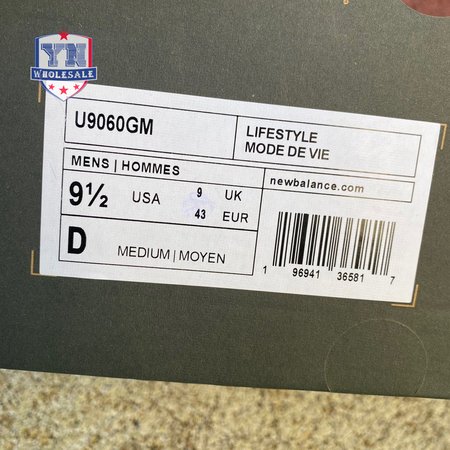 YN
WHOLESALE
U9060GM
LIFESTYLE
MODE DE VIE
MENS | HOMMES
9½ USA 9 UK
43 EUR
newbalance.com
D MEDIUM | MOYEN
1 96941 36581 7